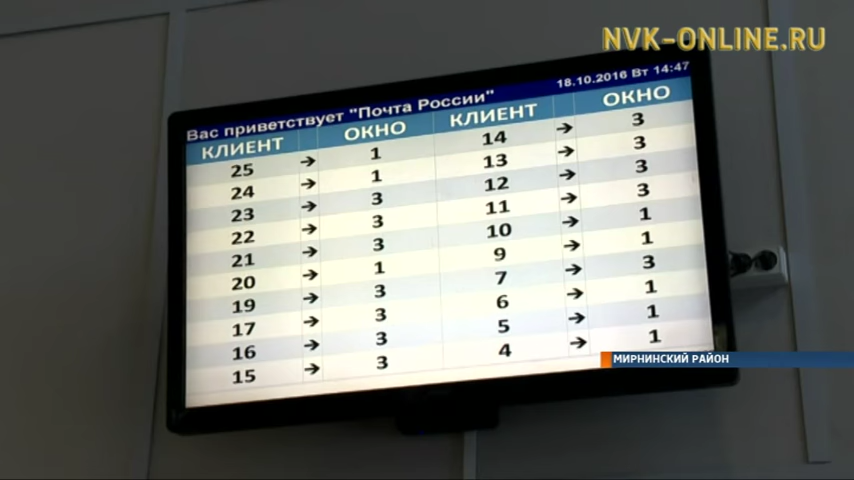 NVK-ONLINE.RU
Вас приветствует "Почта России" 18.10.2016 Вт 14:47
КЛИЕНТ ОКНО КЛИЕНТ ОКНО
25 → 1 14 → 3
24 → 1 13 → 3
23 → 3 12 → 3
22 → 3 11 → 3
21 → 3 10 → 1
20 → 1 9 → 1
19 → 3 7 → 3
17 → 3 6 → 1
16 → 3 5 → 1
15 → 3 4 → 1
МИРНИНСКИЙ РАЙОН